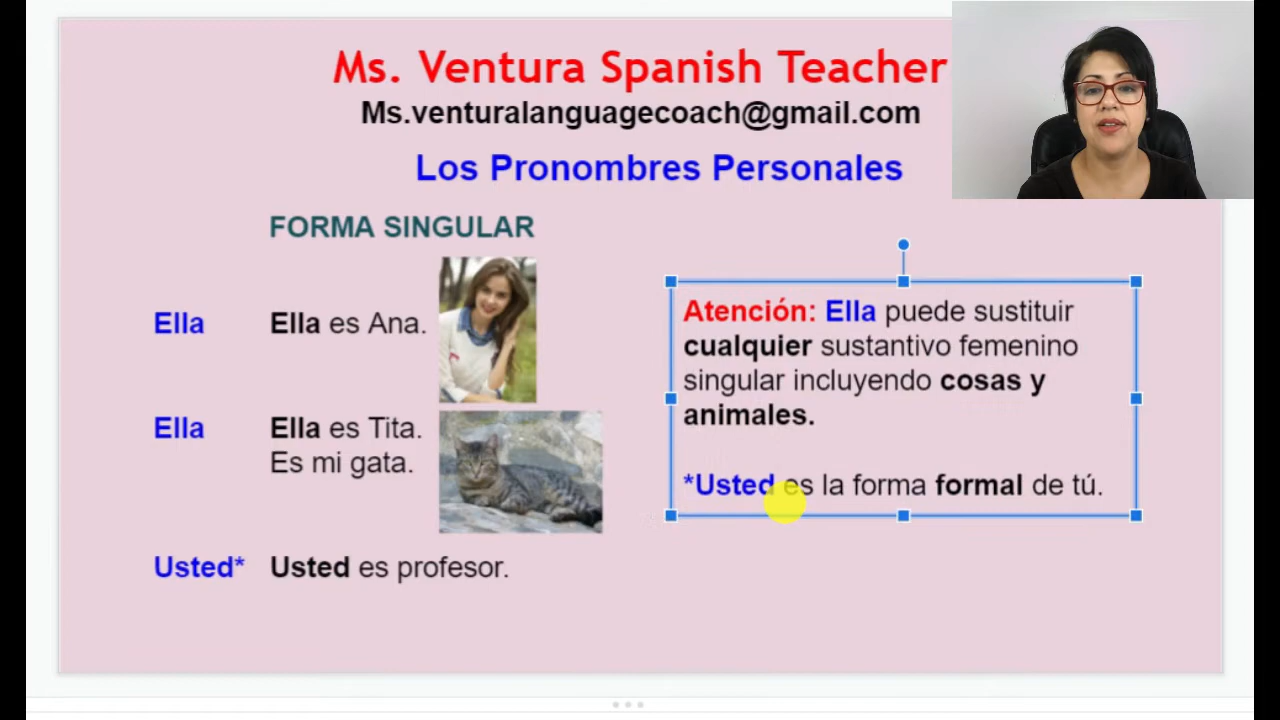 Ms. Ventura Spanish Teacher
Ms.venturalanguagecoach@gmail.com
Los Pronombres Personales
FORMA SINGULAR
Ella Ella es Ana.
Ella Ella es Tita.
Es mi gata.
Usted* Usted es profesor.
Atención: Ella puede sustituir
cualquier sustantivo femenino
singular incluyendo cosas y
animales.
*Usted es la forma formal de tú.